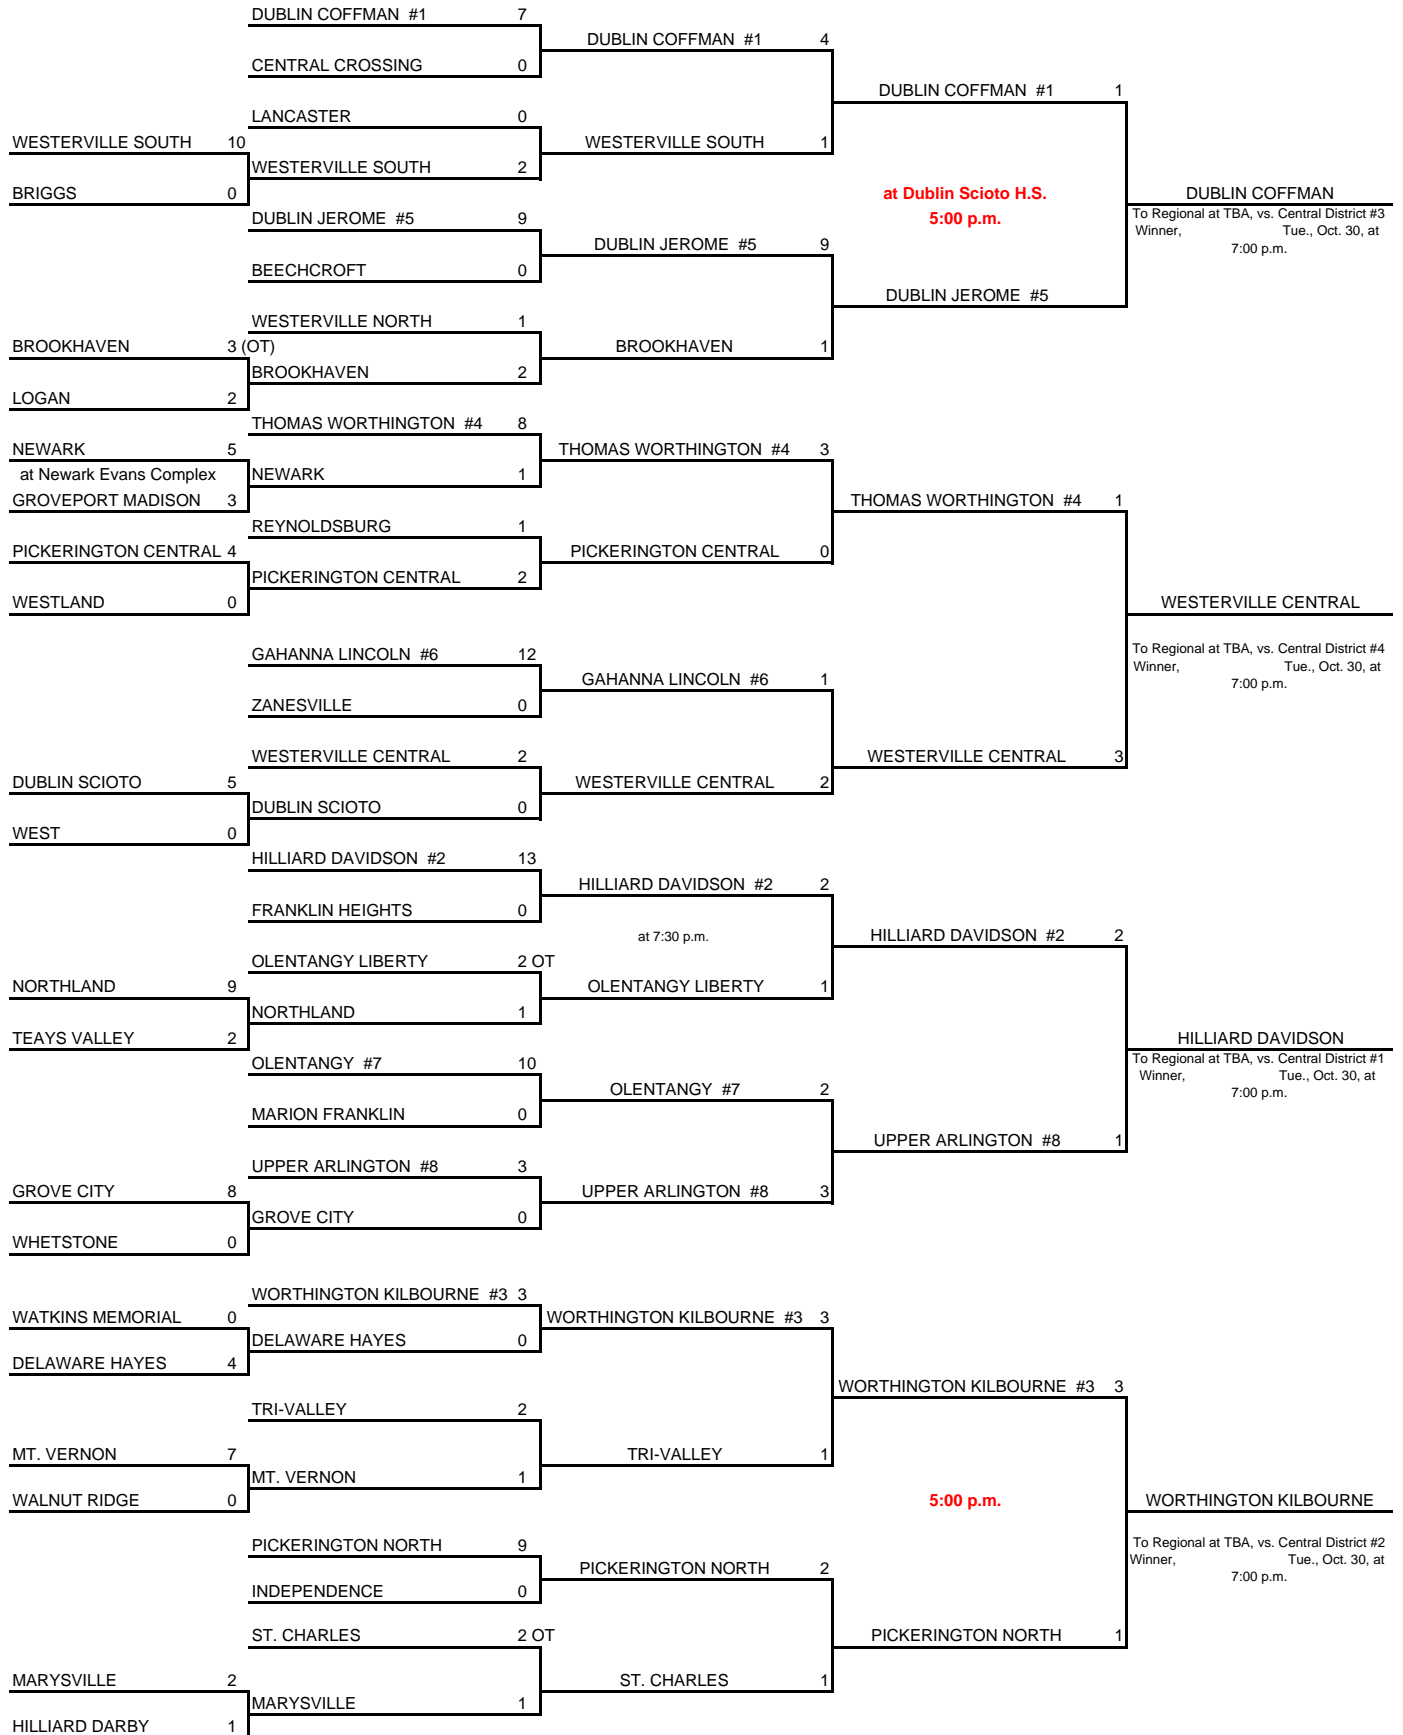 DUBLIN COFFMAN #1 7
DUBLIN COFFMAN #1 4
CENTRAL CROSSING 0
DUBLIN COFFMAN #1 1
LANCASTER 0
WESTERVILLE SOUTH 10
WESTERVILLE SOUTH 1
WESTERVILLE SOUTH 2
BRIGGS 0
at Dublin Scioto H.S.
DUBLIN COFFMAN
DUBLIN JEROME #5 9
5:00 p.m.
To Regional at TBA, vs. Central District #3
Winner, Tue., Oct. 30, at
7:00 p.m.
DUBLIN JEROME #5 9
BEECHCROFT 0
DUBLIN JEROME #5
WESTERVILLE NORTH 1
BROOKHAVEN 3 (OT)
BROOKHAVEN 1
BROOKHAVEN 2
LOGAN 2
THOMAS WORTHINGTON #4 8
NEWARK 5
THOMAS WORTHINGTON #4 3
at Newark Evans Complex
NEWARK 1
GROVEPORT MADISON 3
THOMAS WORTHINGTON #4 1
REYNOLDSBURG 1
PICKERINGTON CENTRAL 4
PICKERINGTON CENTRAL 0
PICKERINGTON CENTRAL 2
WESTLAND 0
WESTERVILLE CENTRAL
To Regional at TBA, vs. Central District #4
Winner, Tue., Oct. 30, at
7:00 p.m.
GAHANNA LINCOLN #6 12
GAHANNA LINCOLN #6 1
ZANESVILLE 0
WESTERVILLE CENTRAL 2
WESTERVILLE CENTRAL 3
DUBLIN SCIOTO 5
WESTERVILLE CENTRAL 2
DUBLIN SCIOTO 0
WEST 0
HILLIARD DAVIDSON #2 13
HILLIARD DAVIDSON #2 2
FRANKLIN HEIGHTS 0
at 7:30 p.m.
HILLIARD DAVIDSON #2 2
OLENTANGY LIBERTY 2 OT
NORTHLAND 9
OLENTANGY LIBERTY 1
NORTHLAND 1
TEAYS VALLEY 2
HILLIARD DAVIDSON
To Regional at TBA, vs. Central District #1
Winner, Tue., Oct. 30, at
7:00 p.m.
OLENTANGY #7 10
OLENTANGY #7 2
MARION FRANKLIN 0
UPPER ARLINGTON #8 1
UPPER ARLINGTON #8 3
GROVE CITY 8
UPPER ARLINGTON #8 3
GROVE CITY 0
WHETSTONE 0
WORTHINGTON KILBOURNE #3 3
WATKINS MEMORIAL 0
WORTHINGTON KILBOURNE #3 3
DELAWARE HAYES 0
DELAWARE HAYES 4
WORTHINGTON KILBOURNE #3 3
TRI-VALLEY 2
MT. VERNON 7
TRI-VALLEY 1
MT. VERNON 1
WALNUT RIDGE 0
5:00 p.m.
WORTHINGTON KILBOURNE
To Regional at TBA, vs. Central District #2
Winner, Tue., Oct. 30, at
7:00 p.m.
PICKERINGTON NORTH 9
PICKERINGTON NORTH 2
INDEPENDENCE 0
ST. CHARLES 2 OT
PICKERINGTON NORTH 1
MARYSVILLE 2
ST. CHARLES 1
MARYSVILLE 1
HILLIARD DARBY 1